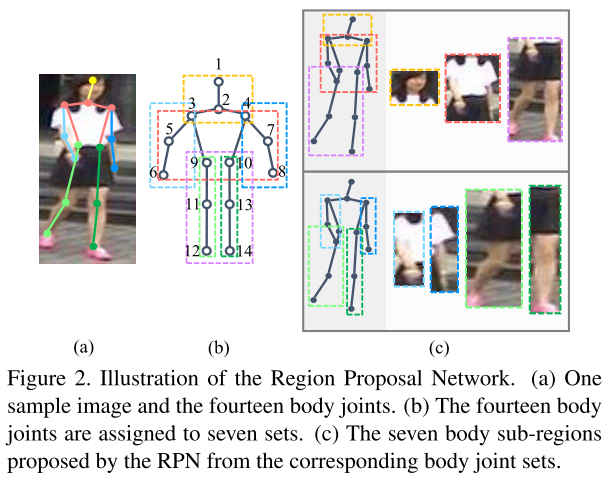 1
2
3
4
5
7
6
8
9
10
11
13
12
14
(a)
(b)
(c)
Figure 2. Illustration of the Region Proposal Network. (a) One
sample image and the fourteen body joints. (b) The fourteen body
joints are assigned to seven sets. (c) The seven body sub-regions
proposed by the RPN from the corresponding body joint sets.